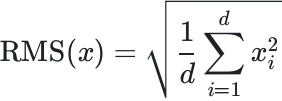 RMS(x) = \sqrt{\frac{1}{d} \sum_{i=1}^{d} x_i^2}